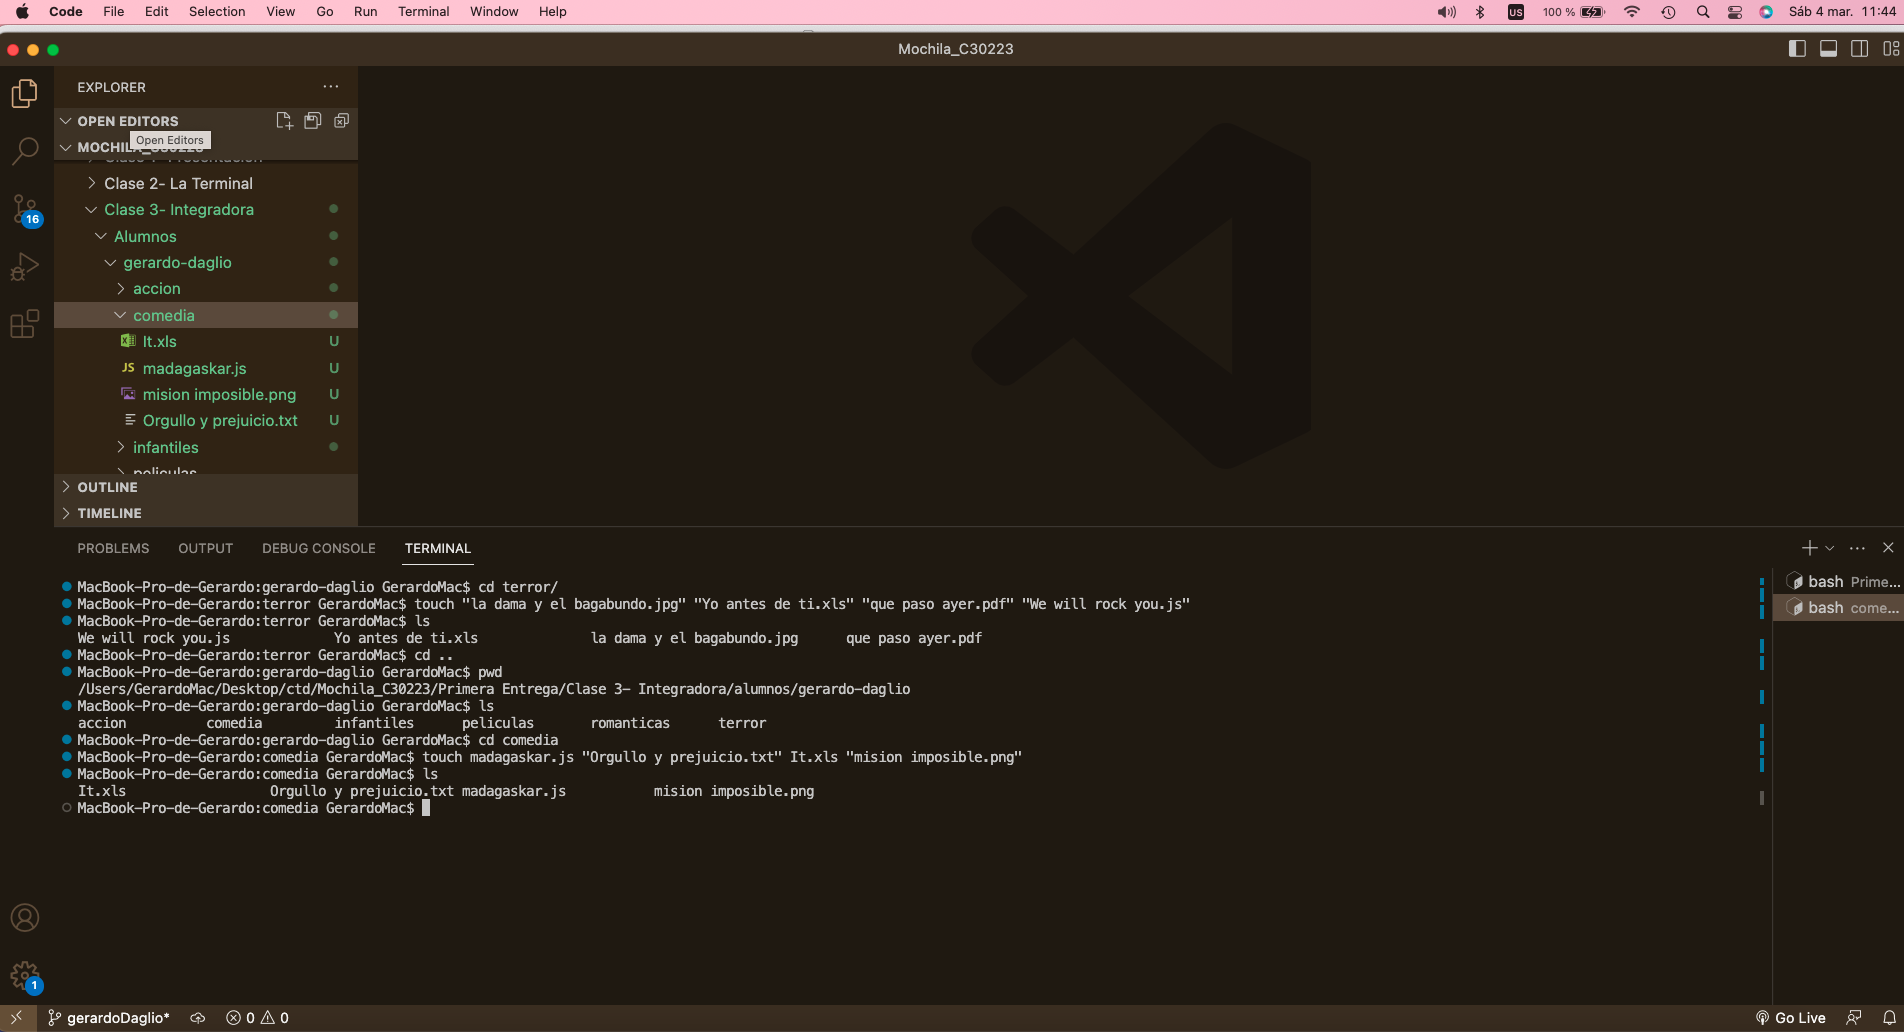 Code File Edit Selection View Go Run Terminal Window Help US 100 % Sáb 4 mar. 11:44
Mochila_C30223
EXPLORER
OPEN EDITORS
Open Editors
Clase 2- La Terminal
Clase 3- Integradora
Alumnos
gerardo-daglio
accion
comedia
It.xls U
JS madagaskar.js U
mision imposible.png U
Orgullo y prejuicio.txt U
infantiles
peliculas
OUTLINE
TIMELINE
16
PROBLEMS OUTPUT DEBUG CONSOLE TERMINAL
MacBook-Pro-de-Gerardo:gerardo-daglio GerardoMac$ cd terror/
MacBook-Pro-de-Gerardo:terror GerardoMac$ touch "la dama y el bagabundo.jpg" "Yo antes de ti.xls" "que paso ayer.pdf" "We will rock you.js"
MacBook-Pro-de-Gerardo:terror GerardoMac$ ls
We will rock you.js Yo antes de ti.xls la dama y el bagabundo.jpg que paso ayer.pdf
MacBook-Pro-de-Gerardo:terror GerardoMac$ cd ..
MacBook-Pro-de-Gerardo:gerardo-daglio GerardoMac$ pwd
/Users/GerardoMac/Desktop/ctd/Mochila_C30223/Primera Entrega/Clase 3- Integradora/alumnos/gerardo-daglio
MacBook-Pro-de-Gerardo:gerardo-daglio GerardoMac$ ls
accion comedia infantiles peliculas romanticas terror
MacBook-Pro-de-Gerardo:gerardo-daglio GerardoMac$ cd comedia
MacBook-Pro-de-Gerardo:comedia GerardoMac$ touch madagaskar.js "Orgullo y prejuicio.txt" It.xls "mision imposible.png"
MacBook-Pro-de-Gerardo:comedia GerardoMac$ ls
It.xls Orgullo y prejuicio.txt madagaskar.js mision imposible.png
MacBook-Pro-de-Gerardo:comedia GerardoMac$
bash Prime...
bash come...
1
gerardoDaglio* 0 0 Go Live